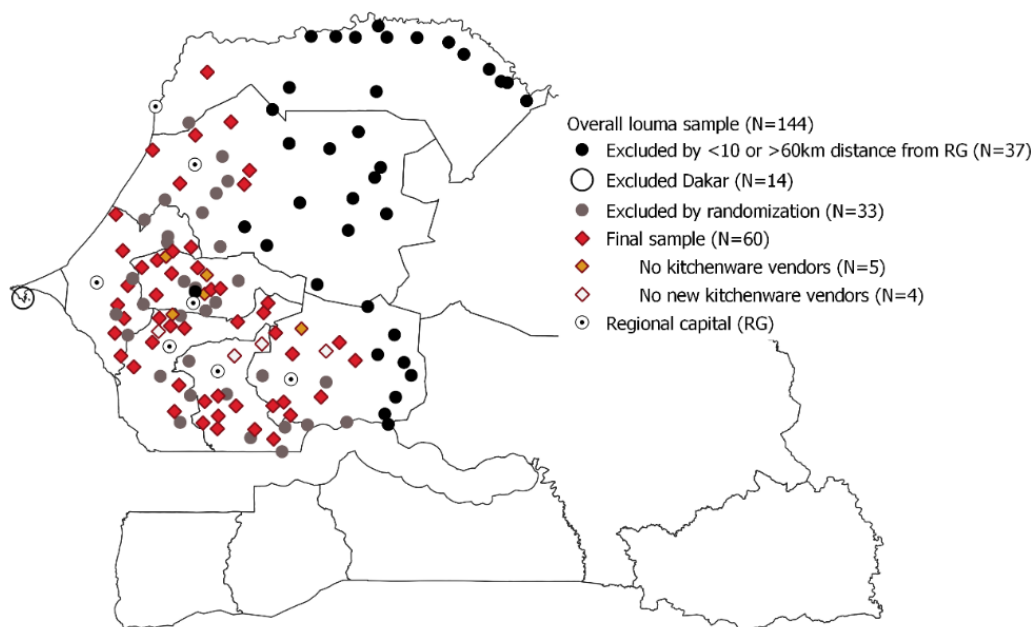 Overall louma sample (N=144)
Excluded by <10 or >60km distance from RG (N=37)
Excluded Dakar (N=14)
Excluded by randomization (N=33)
Final sample (N=60)
No kitchenware vendors (N=5)
No new kitchenware vendors (N=4)
Regional capital (RG)